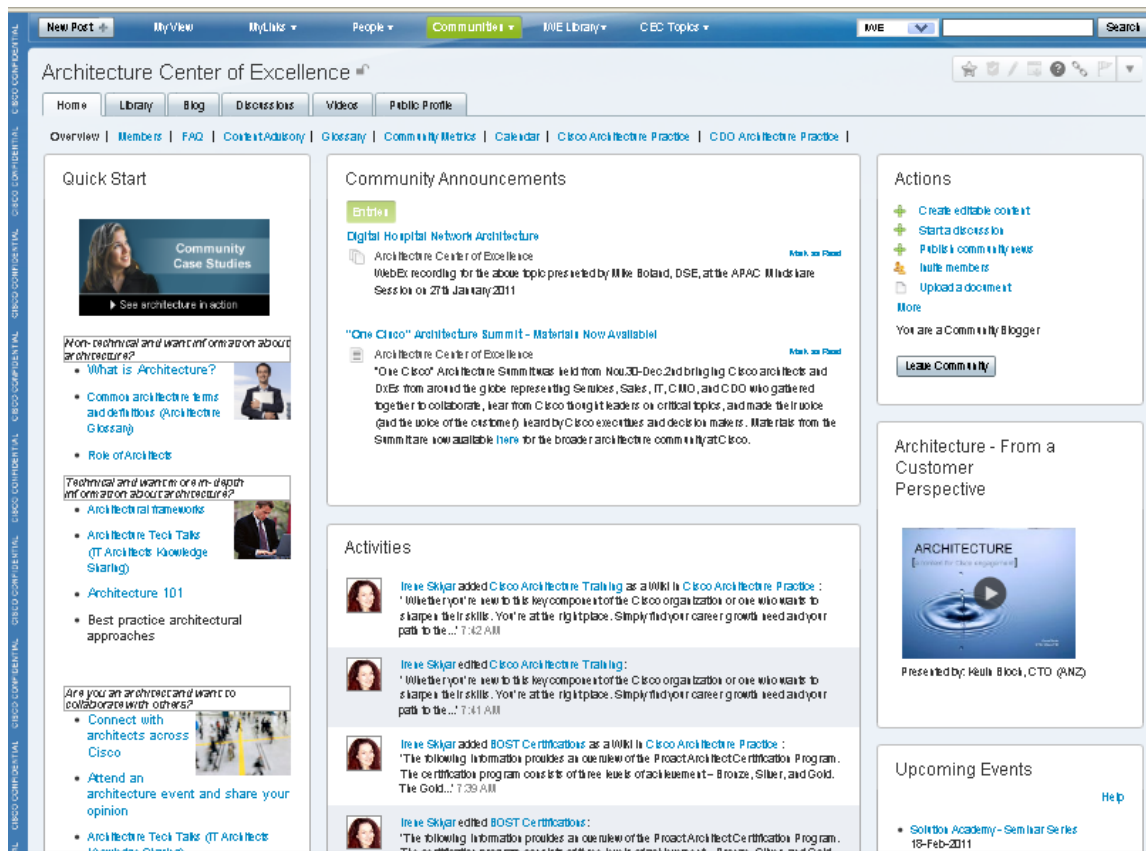 New Post
My View
MyLinks
People
Communities
IWE Library
CEC Topics
IWE
Search
Architecture Center of Excellence
Home
Library
Blog
Discussions
Videos
Public Profile
Overview | Members | FAQ | Content Advisory | Glossary | Community Metrics | Calendar | Cisco Architecture Practice | CDO Architecture Practice |
CISCO CONFIDENTIAL CISCO CONFIDENTIAL CISCO CONFIDENTIAL CISCO CONFIDENTIAL CISCO CONFIDENTIAL CISCO CONFIDENTIAL CISCO CONFIDENTIAL CISCO CONFIDENTIAL
Quick Start
Community
Case Studies
See architecture in action
Non-technical and want information about
architecture?
• What is Architecture?
• Common architecture terms
and definitions (Architecture
Glossary)
• Role of Architects
Technical and want more in-depth
information about architecture?
• Architectural frameworks
• Architecture Tech Talks
(IT Architects Knowledge
Sharing)
• Architecture 101
• Best practice architectural
approaches
Are you an architect and want to
collaborate with others?
• Connect with
architects across
Cisco
• Attend an
architecture event and share your
opinion
• Architecture Tech Talks (IT Architects
Community Announcements
Entries
Digital Hospital Network Architecture
Architecture Center of Excellence
Mark as Read
WebEx recording for the above topic presneted by Mike Boland, DSE, at the APAC Mindshare
Session on 27th January 2011
"One Cisco" Architecture Summit - Materials Now Available!
Architecture Center of Excellence
Mark as Read
"One Cisco" Architecture Summit was held from Nov.30-Dec.2nd bringing Cisco architects and
DxEs from around the globe representing Services, Sales, IT, CMO, and CDO who gathered
together to collaborate, hear from Cisco thought leaders on critical topics, and made their voice
(and the voice of the customer) heard by Cisco executives and decision makers. Materials from the
Summit are now available here for the broader architecture community at Cisco.
Activities
Irene Sklyar added Cisco Architecture Training as a Wiki in Cisco Architecture Practice :
' Whether you're new to this key component of the Cisco organization or one who wants to
sharpen their skills. You're at the right place. Simply find your career growth need and your
path to the...' 7:42 AM
Irene Sklyar edited Cisco Architecture Training:
' Whether you're new to this key component of the Cisco organization or one who wants to
sharpen their skills. You're at the right place. Simply find your career growth need and your
path to the...' 7:41 AM
Irene Sklyar added BOST Certifications as a Wiki in Cisco Architecture Practice :
'The following information provides an overview of the Proact Architect Certification Program.
The certification program consists of three levels of achievement – Bronze, Silver, and Gold.
The Gold...' 7:39 AM
Irene Sklyar edited BOST Certifications:
'The following information provides an overview of the Proact Architect Certification Program.
Actions
Create editable content
Start a discussion
Publish community news
Invite members
Upload a document
More
You are a Community Blogger
Leave Community
Architecture - From a
Customer
Perspective
ARCHITECTURE
Presented by: Kevin Bloch, CTO (ANZ)
Upcoming Events
Help
• Solution Academy - Seminar Series
18-Feb-2011